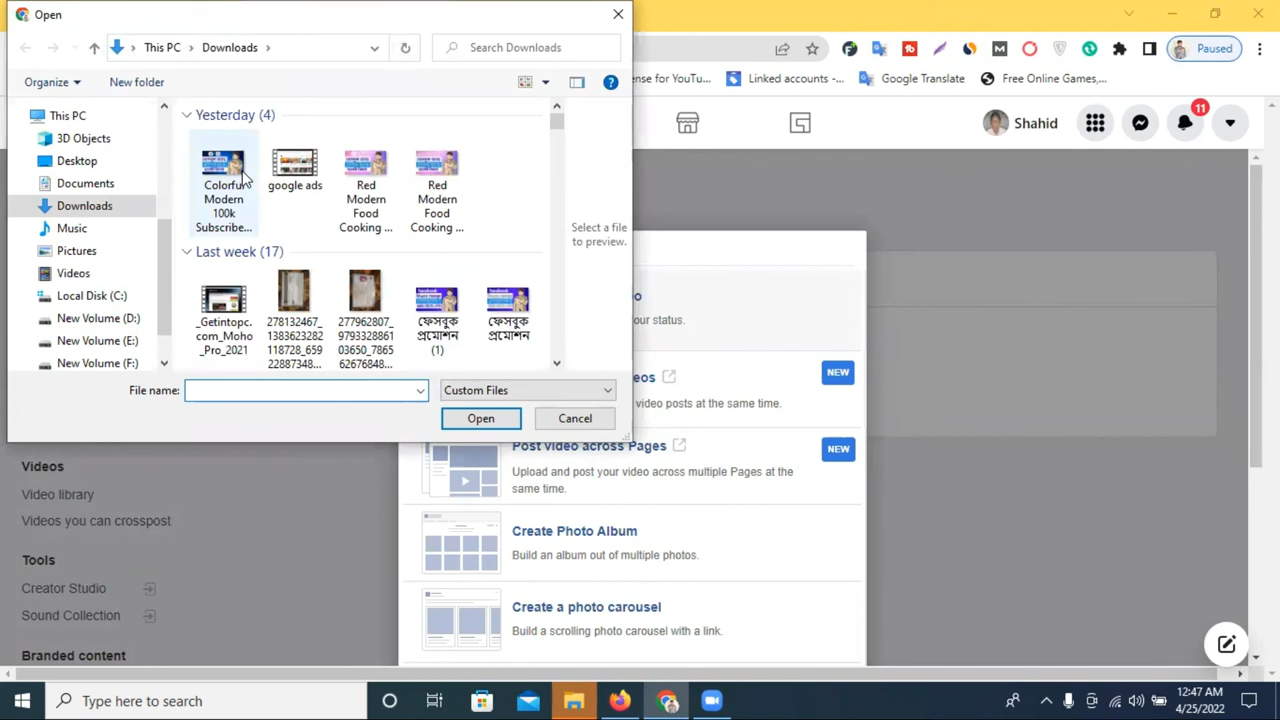 Open
This PC
Downloads
Search Downloads
Organize
New folder
This PC
3D Objects
Desktop
Documents
Downloads
Music
Pictures
Videos
Local Disk (C:)
New Volume (D:)
New Volume (E:)
New Volume (F:)
Yesterday (4)
Colorful
Modern
100k
Subscribe...
google ads
Red
Modern
Food
Cooking ...
Red
Modern
Food
Cooking ...
Last week (17)
_Getintopc.
com_Moho
_Pro_2021
278132467_
1383623282
118728_659
22887348...
277962807_
9793328861
03650_7865
62676848...
ফেসবুক
প্রমোশন
(1)
ফেসবুক
প্রমোশন
Select a file
to preview.
File name:
Custom Files
Open
Cancel
Paused
ense for YouTu...
Linked accounts -...
Google Translate
Free Online Games,...
Shahid
11
o
our status.
eos
NEW
video posts at the same time.
Post video across Pages
NEW
Upload and post your video across multiple Pages at the
same time.
Create Photo Album
Build an album out of multiple photos.
Create a photo carousel
Build a scrolling photo carousel with a link.
Videos
Video library
Videos you can crosspost
Tools
Creator Studio
Sound Collection
Branded content
Type here to search
12:47 AM
4/25/2022